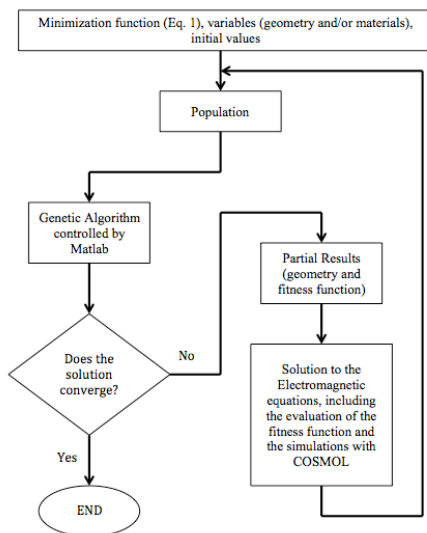 Minimization function (Eq. 1), variables (geometry and/or materials),
initial values
Population
Genetic Algorithm
controlled by
Matlab
Does the
solution
converge?
No
Yes
END
Partial Results
(geometry and
fitness function)
Solution to the
Electromagnetic
equations, including
the evaluation of the
fitness function and
the simulations with
COSMOL